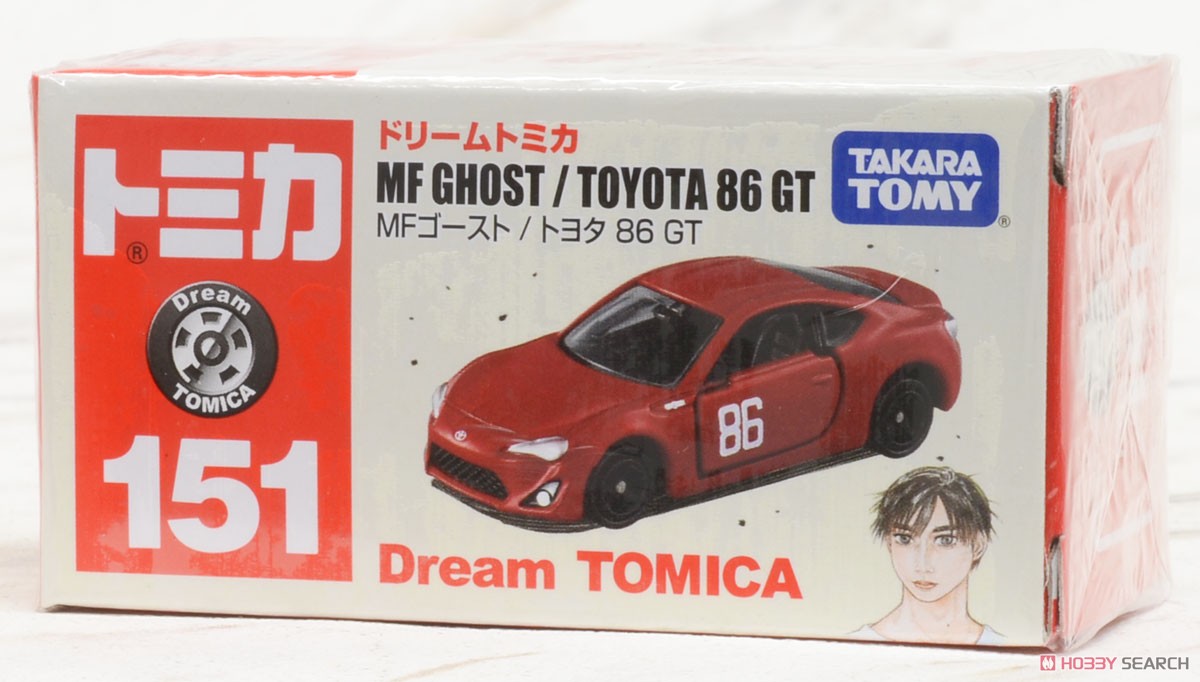 トミカ®
Dream
TOMICA
151
ドリームトミカ
MF GHOST / TOYOTA 86 GT
MFゴースト / トヨタ 86 GT
TAKARA
TOMY®
86
Dream TOMICA
HOBBY SEARCH